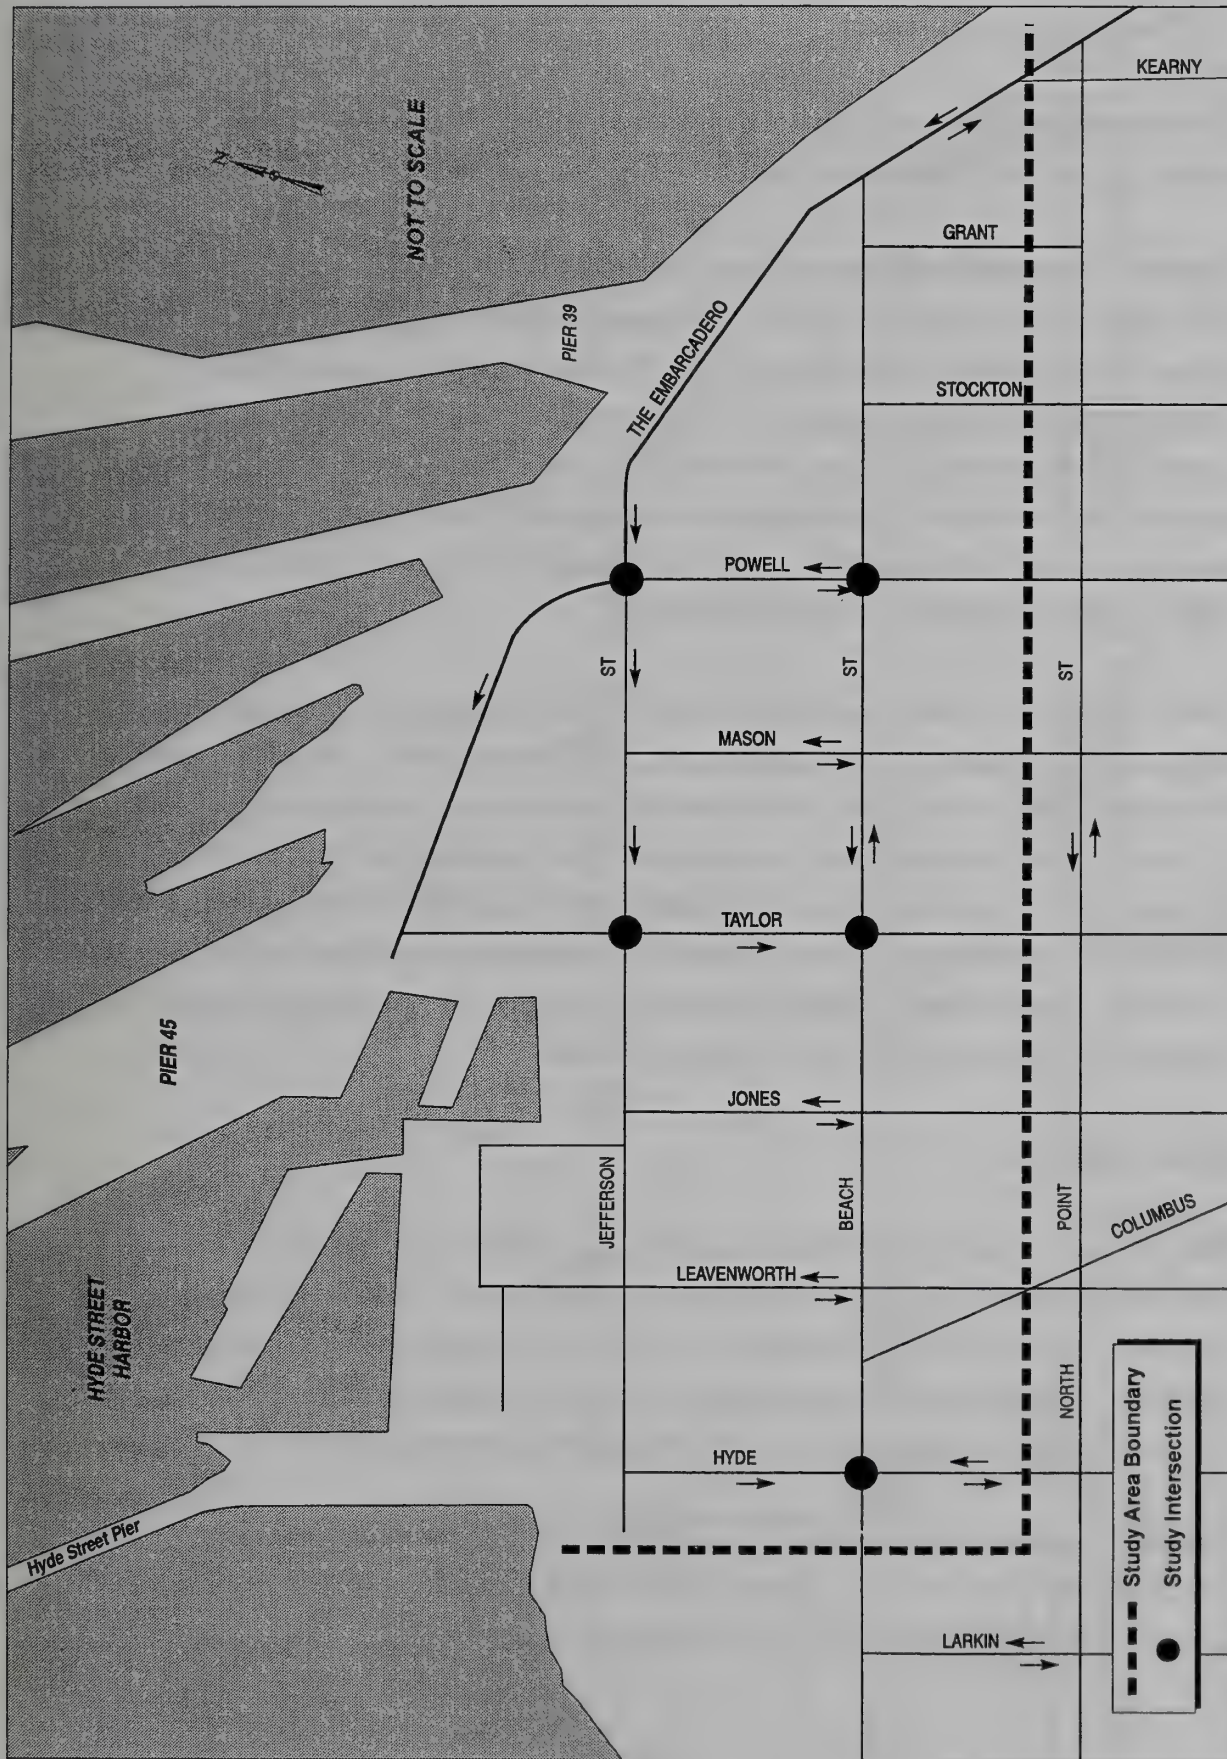 N
NOT TO SCALE
KEARNY
GRANT
PIER 39
THE EMBARCADERO
STOCKTON
POWELL
ST
ST
ST
MASON
TAYLOR
PIER 45
JONES
JEFFERSON
BEACH
POINT
COLUMBUS
LEAVENWORTH
HYDE STREET
HARBOR
NORTH
HYDE
Hyde Street Pier
LARKIN
Study Area Boundary
Study Intersection